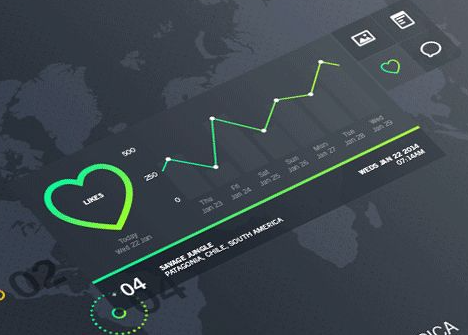 500
250
0
LIKES
Today
Wed 22 Jan
Thu
Jan 23
Fri
Jan 24
Sat
Jan 25
Sun
Jan 26
Mon
Jan 27
Tue
Jan 28
Wed
Jan 29
WEDS JAN 22 2014
07:14AM
04
SAVAGE JUNGLE
PATAGONIA, CHILE, SOUTH AMERICA
02
04